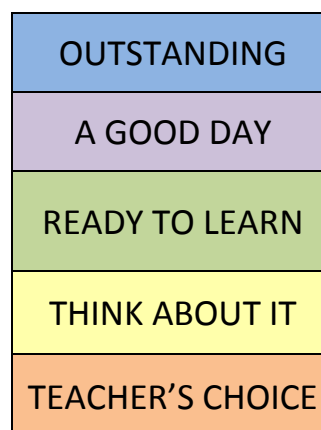 OUTSTANDING
A GOOD DAY
READY TO LEARN
THINK ABOUT IT
TEACHER’S CHOICE